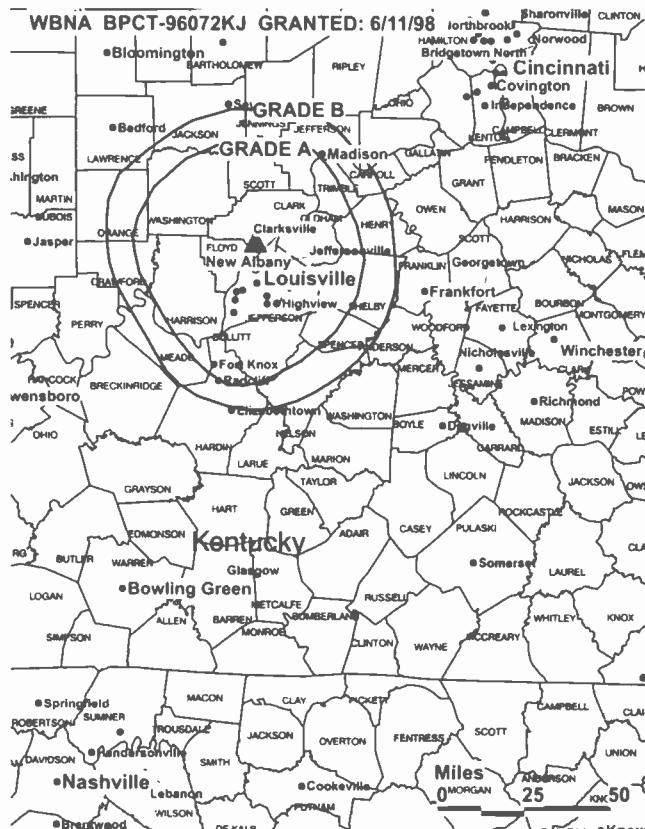 WBNA BPCT-96072KJ GRANTED: 6/11/98
Sharonville CLINTON
HAMILTON Norwood
Bridgetown North
Bloomington
BARTHOLOMEW
RIPLEY
Cincinnati
Covington
OHIO
GREENE
Independence
BROWN
GRADE B
Bedford
JACKSON
JENNINGS
JEFFERSON
KENTON
CAMPBELL
CLERMONT
GRADE A
Madison
GALLATIN
PENDLETON
BRACKEN
LAWRENCE
CARROLL
MARTIN
SCOTT
TRIMBLE
GRANT
DUBOIS
ORANGE
WASHINGTON
CLARK
OLDHAM
HENRY
OWEN
HARRISON
MASON
Jasper
Clarksville
SCOTT
FLOYD
Jeffersonville
New Albany
FRANKLIN
Georgetown
NICHOLAS
Louisville
CRAWFORD
Frankfort
SPENCER
PERRY
HARRISON
Highview
JEFFERSON
SHELBY
FAYETTE
BOURBON
MONTGOMERY
BULLITT
WOODFORD
Lexington
MEADE
SPENCER
ANDERSON
Nicholasville
Winchester
Fort Knox
MERCER
CLARK
Radcliff
JESSAMINE
BRECKINRIDGE
Richmond
WASHINGTON
BOYLE
Danville
MADISON
ESTILL
OHIO
HARDIN
NELSON
GARRARD
LARUE
MARION
LINCOLN
GRAYSON
TAYLOR
JACKSON
HART
GREEN
ROCKCASTLE
EDMONSON
ADAIR
CASEY
PULASKI
Kentucky
BUTLER
WARREN
Glasgow
Somerset
LAUREL
Bowling Green
LOGAN
METCALFE
RUSSELL
ALLEN
BARREN
CUMBERLAND
WHITLEY
KNOX
SIMPSON
MONROE
CLINTON
WAYNE
MCCREARY
MACON
CLAY
PICKETT
CAMPBELL
Springfield
ROBERTSON
SUMNER
TROUSDALE
JACKSON
OVERTON
FENTRESS
SCOTT
UNION
DAVIDSON
Hendersonville
SMITH
Miles
ANDERSON
Nashville
Lebanon
Cookeville
MORGAN
0 25 50
WILSON
PUTNAM
Brentwood
DE KALB